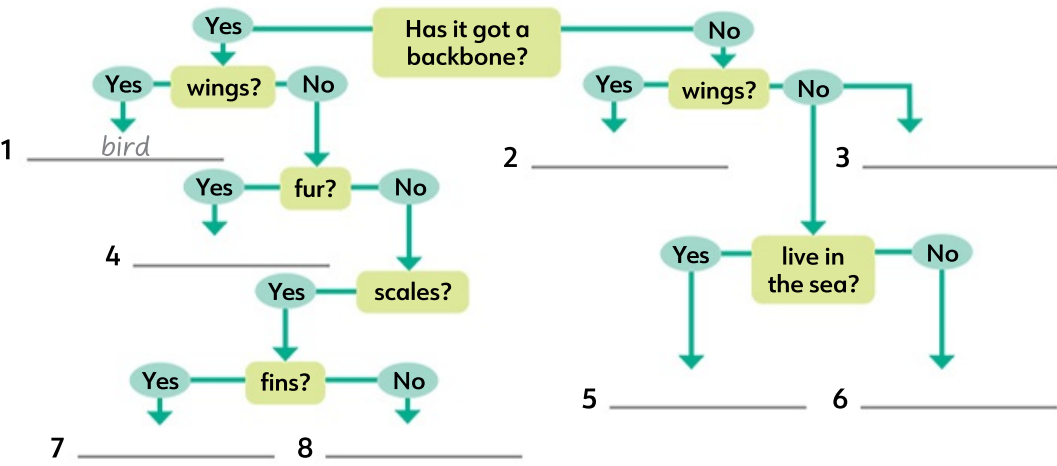 Has it got a
backbone?
Yes
No
Yes
wings?
No
Yes
wings?
No
1 bird
2
3
Yes
fur?
No
4
Yes
live in
the sea?
No
Yes
scales?
Yes
fins?
No
5
6
7
8